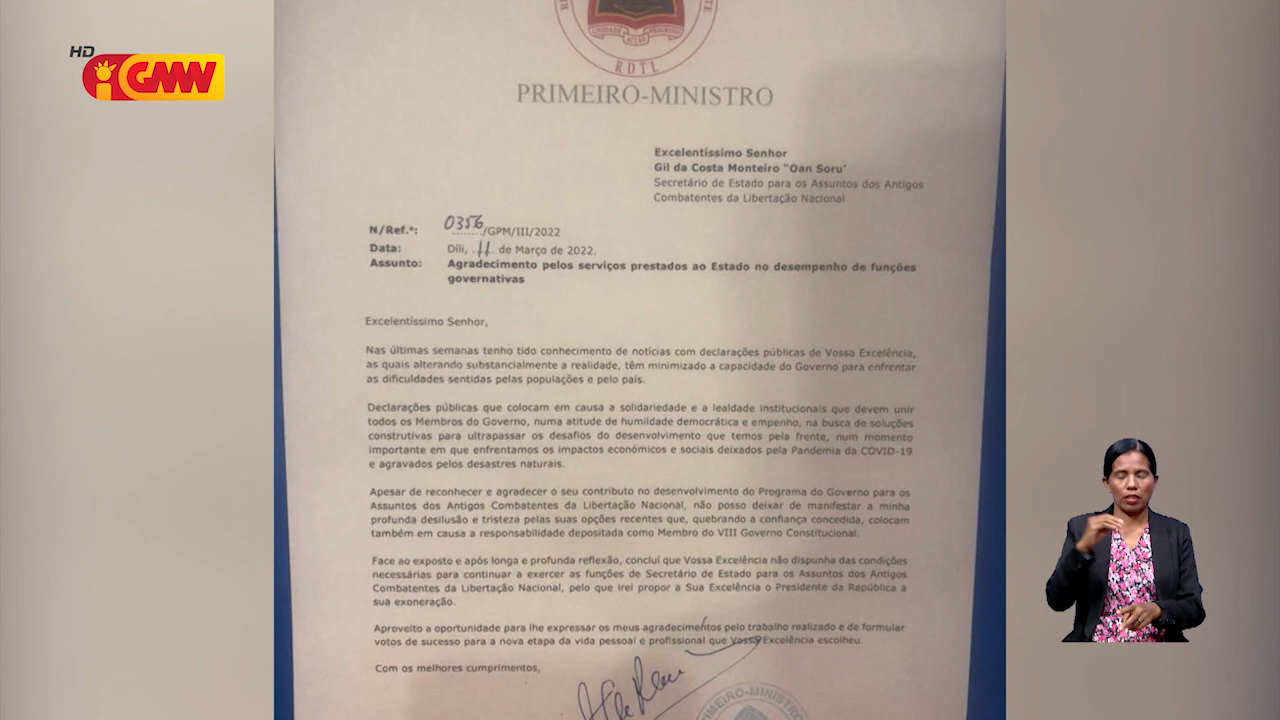 HD
GMN
UNIDADE ACÇÃO PROGRESSO
RDTL
PRIMEIRO-MINISTRO
Excelentíssimo Senhor
Gil da Costa Monteiro "Oan Soru'
Secretário de Estado para os Assuntos dos Antigos
Combatentes da Libertação Nacional
N/Ref.ª: 0356/GPM/III/2022
Data: Díli, 11 de Março de 2022.
Assunto: Agradecimento pelos serviços prestados ao Estado no desempenho de funções
governativas
Excelentíssimo Senhor,
Nas últimas semanas tenho tido conhecimento de notícias com declarações públicas de Vossa Excelência,
as quais alterando substancialmente a realidade, têm minimizado a capacidade do Governo para enfrentar
as dificuldades sentidas pelas populações e pelo país.
Declarações públicas que colocam em causa a solidariedade e a lealdade institucionais que devem unir
todos os Membros do Governo, numa atitude de humildade democrática e empenho, na busca de soluções
construtivas para ultrapassar os desafios do desenvolvimento que temos pela frente, num momento
importante em que enfrentamos os impactos económicos e sociais deixados pela Pandemia da COVID-19
e agravados pelos desastres naturais.
Apesar de reconhecer e agradecer o seu contributo no desenvolvimento do Programa do Governo para os
Assuntos dos Antigos Combatentes da Libertação Nacional, não posso deixar de manifestar a minha
profunda desilusão e tristeza pelas suas opções recentes que, quebrando a confiança concedida, colocam
também em causa a responsabilidade depositada como Membro do VIII Governo Constitucional.
Face ao exposto e após longa e profunda reflexão, concluí que Vossa Excelência não dispunha das condições
necessárias para continuar a exercer as funções de Secretário de Estado para os Assuntos dos Antigos
Combatentes da Libertação Nacional, pelo que irei propor a Sua Excelência o Presidente da República a
sua exoneração.
Aproveito a oportunidade para lhe expressar os meus agradecimentos pelo trabalho realizado e de formular
votos de sucesso para a nova etapa da vida pessoal e profissional que Vossa Excelência escolheu.
Com os melhores cumprimentos,
PRIMEIRO-MINISTRO